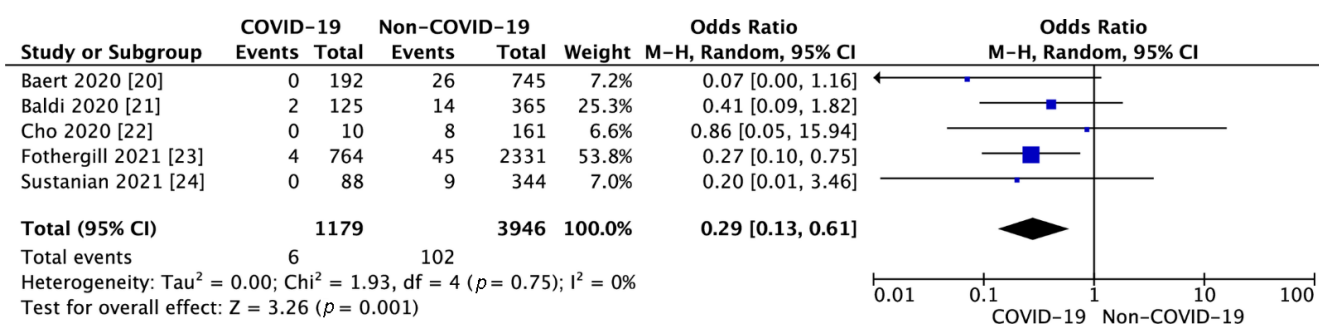 COVID-19 Non-COVID-19 Odds Ratio Odds Ratio
Study or Subgroup Events Total Events Total Weight M-H, Random, 95% CI M-H, Random, 95% CI
Baert 2020 [20] 0 192 26 745 7.2% 0.07 [0.00, 1.16]
Baldi 2020 [21] 2 125 14 365 25.3% 0.41 [0.09, 1.82]
Cho 2020 [22] 0 10 8 161 6.6% 0.86 [0.05, 15.94]
Fothergill 2021 [23] 4 764 45 2331 53.8% 0.27 [0.10, 0.75]
Sustanian 2021 [24] 0 88 9 344 7.0% 0.20 [0.01, 3.46]
Total (95% CI) 1179 3946 100.0% 0.29 [0.13, 0.61]
Total events 6 102
Heterogeneity: Tau² = 0.00; Chi² = 1.93, df = 4 (p = 0.75); I² = 0%
Test for overall effect: Z = 3.26 (p = 0.001)
0.01 0.1 1 10 100
COVID-19 Non-COVID-19